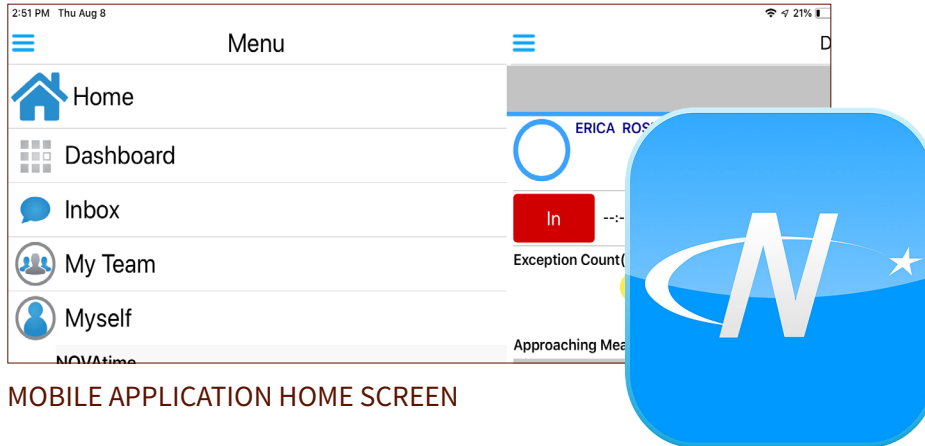 2:51 PM Thu Aug 8
21%
Menu
D
Home
ERICA
Dashboard
Inbox
In
--:-
My Team
Exception Count(
Myself
Approaching Mea
NOVAtime
MOBILE APPLICATION HOME SCREEN
N